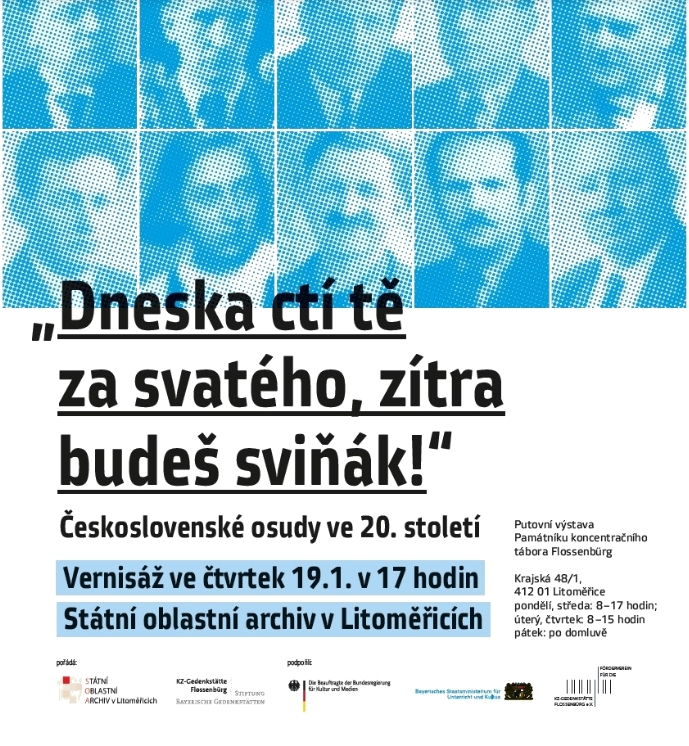 „Dneska ctí tě
za svatého, zítra
budeš sviňák!“
Československé osudy ve 20. století
Vernisáž ve čtvrtek 19.1. v 17 hodin
Státní oblastní archiv v Litoměřicích
Putovní výstava
Památníku koncentračního
tábora Flossenbürg
Krajská 48/1,
412 01 Litoměřice
pondělí, středa: 8–17 hodin;
úterý, čtvrtek: 8–15 hodin
pátek: po domluvě
pořádá:
STÁTNÍ
OBLASTNÍ
ARCHIV v Litoměřicích
KZ-Gedenkstätte
Flossenbürg
STIFTUNG
BAYERISCHE GEDENKSTÄTTEN
podpořili:
Die Beauftragte der Bundesregierung
für Kultur und Medien
Bayerisches Staatsministerium für
Unterricht und Kultus
FÖRDERVEREIN
FÜR DIE
KZ-GEDENKSTÄTTE
FLOSSENBÜRG e.V.